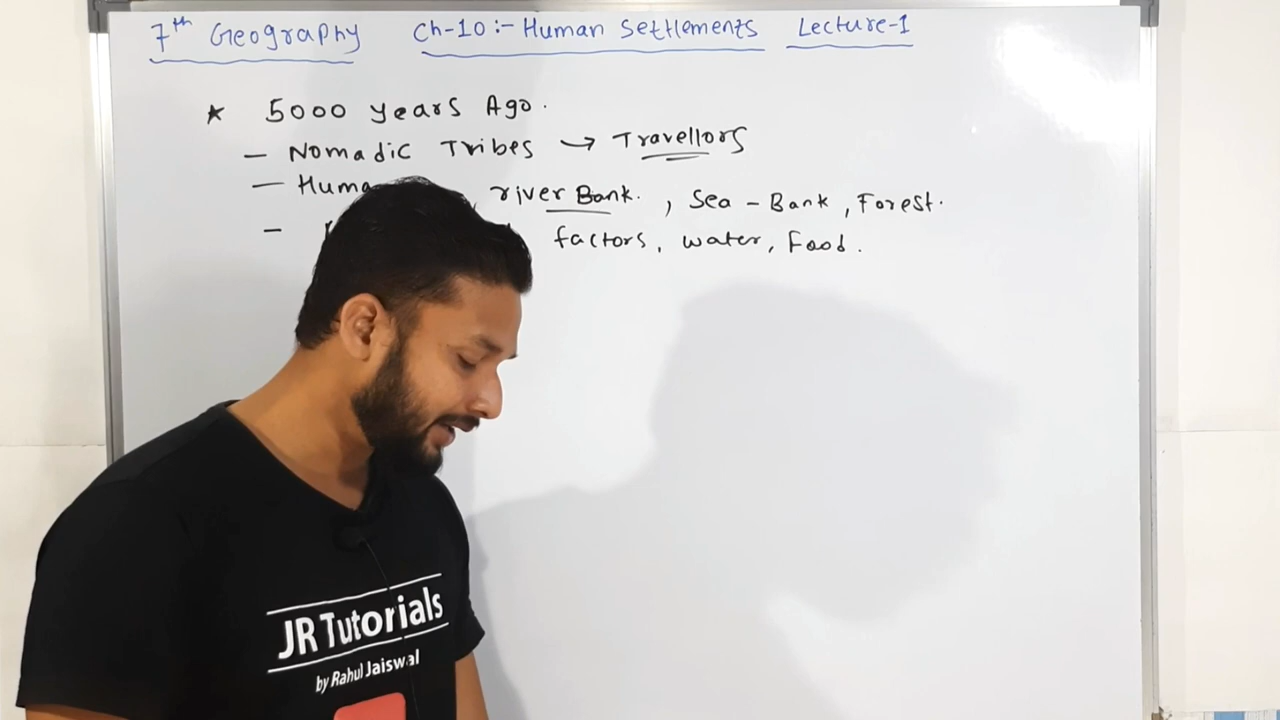 7th Geography Ch-10:- Human Settlements Lecture-1
* 5000 years Ago.
- Nomadic Tribes → Travellors
- Huma river Bank. , Sea - Bank , Forest.
- factors, water, Food.
JR Tutorials
by Rahul Jaiswal